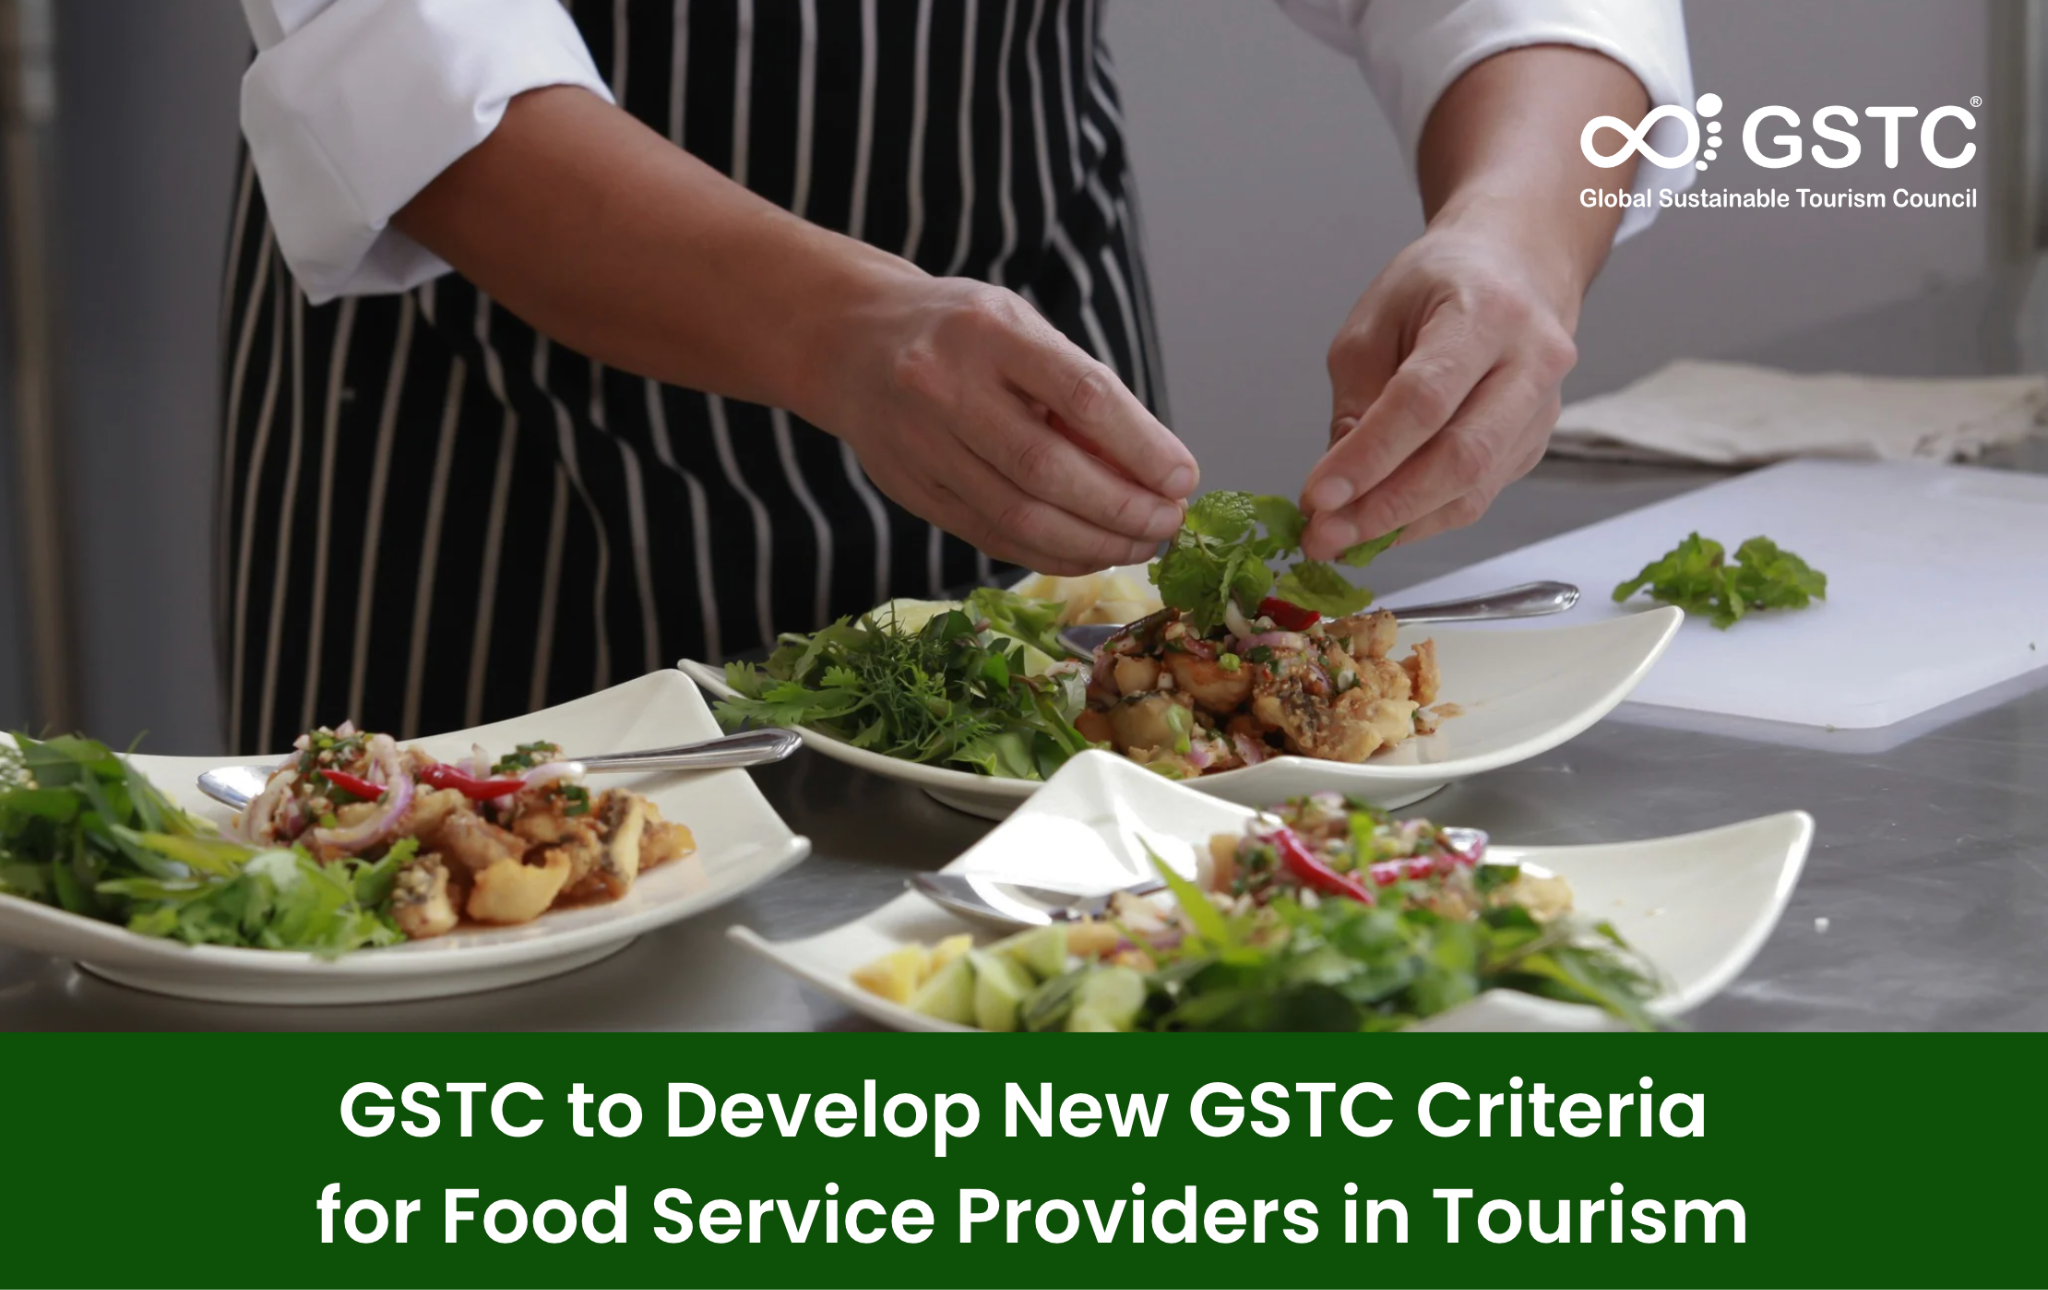 GSTC®
Global Sustainable Tourism Council
GSTC to Develop New GSTC Criteria
for Food Service Providers in Tourism